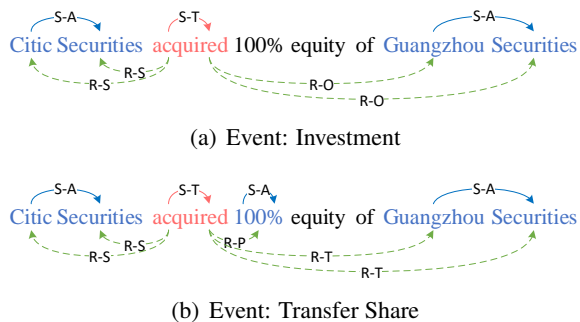 S-A S-T S-A
Citic Securities acquired 100% equity of Guangzhou Securities
R-S
R-S
R-O
R-O
(a) Event: Investment
S-A S-T S-A S-A
Citic Securities acquired 100% equity of Guangzhou Securities
R-S R-P
R-S
R-T
R-T
(b) Event: Transfer Share